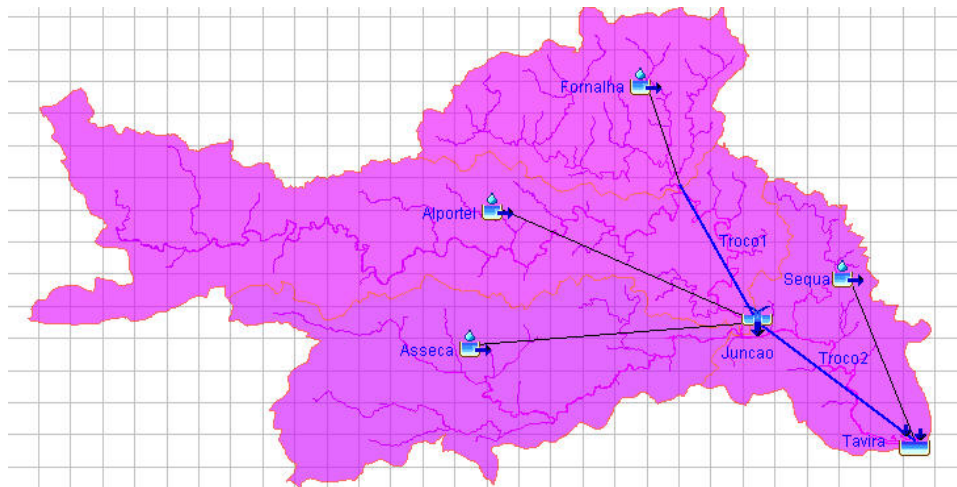 Fornalha
Alportel
Troco1
Sequa
Asseca
Juncao
Troco2
Tavira